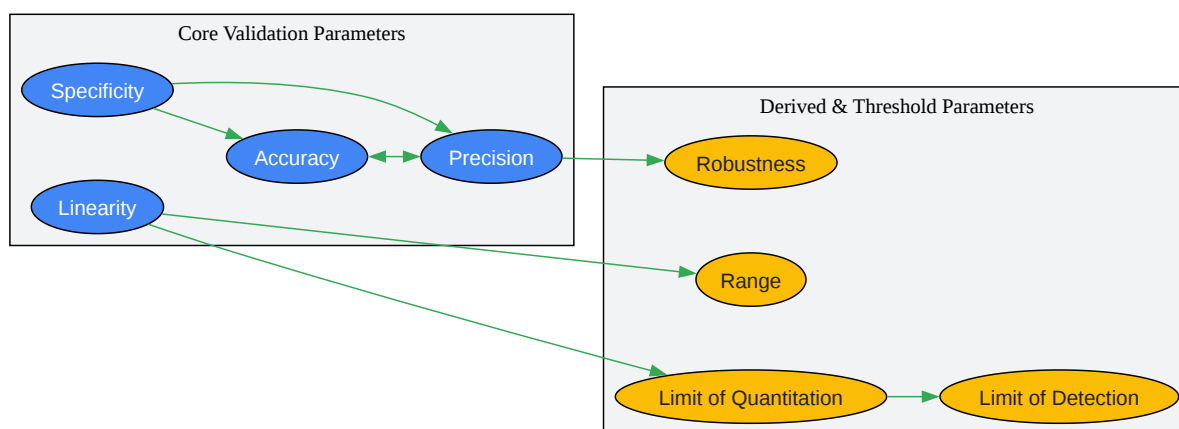 Core Validation Parameters
Specificity
Accuracy
Precision
Linearity
Derived & Threshold Parameters
Robustness
Range
Limit of Quantitation
Limit of Detection